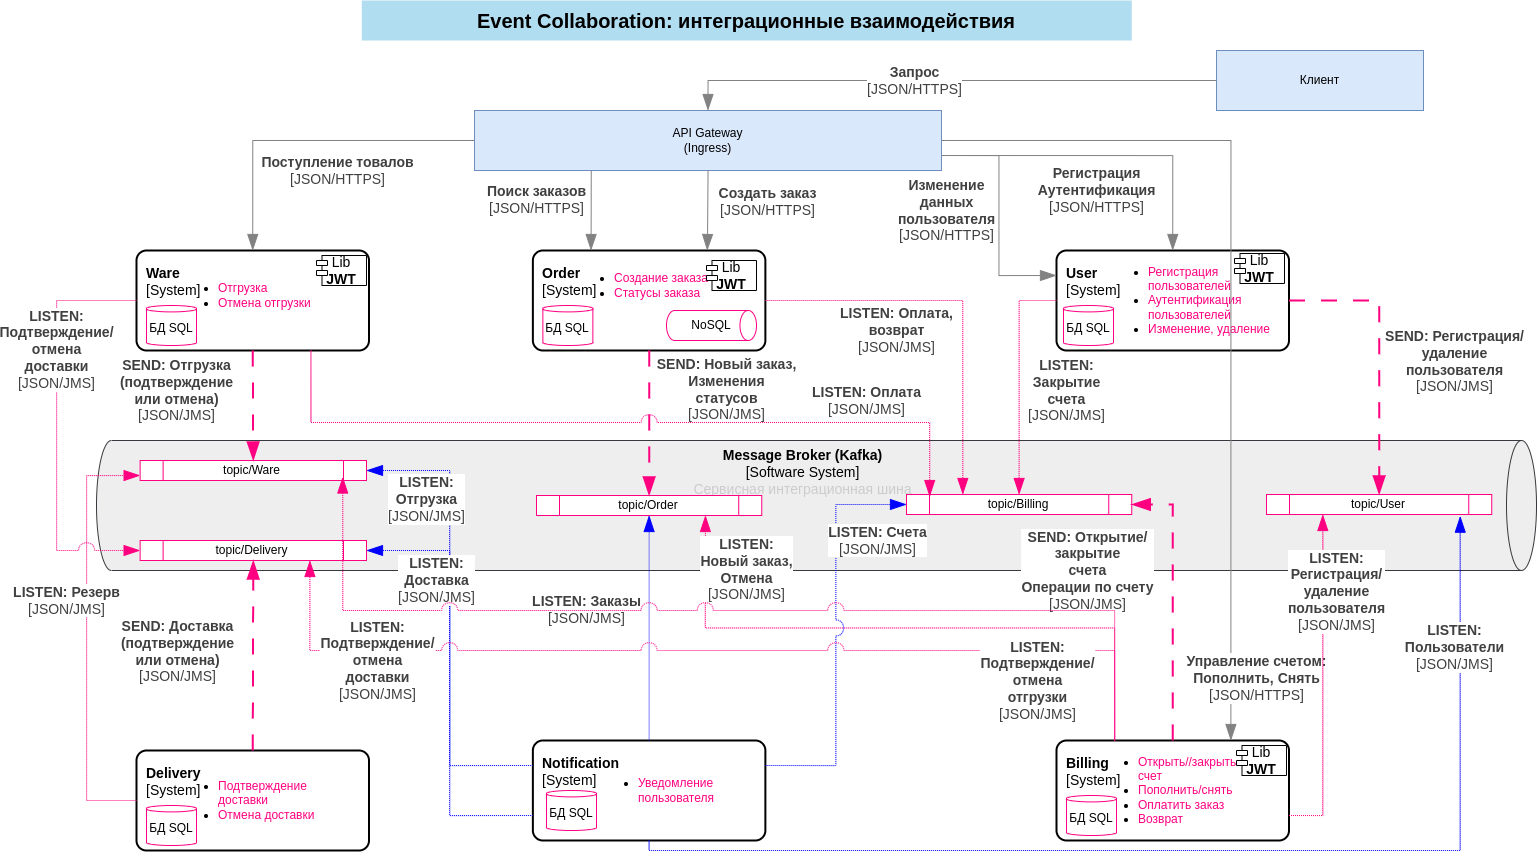 Event Collaboration: интеграционные взаимодействия
Клиент
Запрос
[JSON/HTTPS]
API Gateway
(Ingress)
Поступление товалов
[JSON/HTTPS]
Поиск заказов
[JSON/HTTPS]
Создать заказ
[JSON/HTTPS]
Изменение
данных
пользователя
[JSON/HTTPS]
Регистрация
Аутентификация
[JSON/HTTPS]
Ware
[System]
Отгрузка
Отмена отгрузки
Lib
JWT
БД SQL
Order
[System]
Создание заказа
Статусы заказа
Lib
JWT
БД SQL
NoSQL
User
[System]
Регистрация
пользователей
Аутентификация
пользователей
Изменение, удаление
Lib
JWT
БД SQL
LISTEN:
Подтверждение/
отмена
доставки
[JSON/JMS]
SEND: Отгрузка
(подтверждение
или отмена)
[JSON/JMS]
SEND: Новый заказ,
Изменения
статусов
[JSON/JMS]
LISTEN: Оплата,
возврат
[JSON/JMS]
LISTEN: Оплата
[JSON/JMS]
LISTEN:
Закрытие
счета
[JSON/JMS]
SEND: Регистрация/
удаление
пользователя
[JSON/JMS]
Message Broker (Kafka)
[Software System]
Сервисная интеграционная шина
topic/Ware
topic/Order
topic/Billing
topic/User
topic/Delivery
LISTEN:
Отгрузка
[JSON/JMS]
LISTEN:
Доставка
[JSON/JMS]
LISTEN:
Новый заказ,
Отмена
[JSON/JMS]
LISTEN: Счета
[JSON/JMS]
SEND: Открытие/
закрытие
счета
Операции по счету
[JSON/JMS]
LISTEN:
Регистрация/
удаление
пользователя
[JSON/JMS]
LISTEN: Резерв
[JSON/JMS]
LISTEN: Заказы
[JSON/JMS]
SEND: Доставка
(подтверждение
или отмена)
[JSON/JMS]
LISTEN:
Подтверждение/
отмена
доставки
[JSON/JMS]
LISTEN:
Подтверждение/
отмена
отгрузки
[JSON/JMS]
Управление счетом:
Пополнить, Снять
[JSON/HTTPS]
LISTEN:
Пользователи
[JSON/JMS]
Delivery
[System]
Подтверждение
доставки
Отмена доставки
БД SQL
Notification
[System]
Уведомление
пользователя
БД SQL
Billing
[System]
Открыть//закрыть
счет
Пополнить/снять
Оплатить заказ
Возврат
Lib
JWT
БД SQL